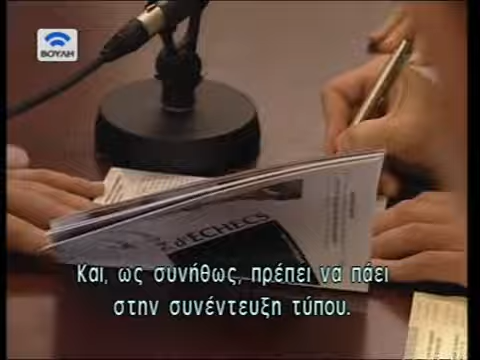 ΒΟΥΛΗ
d'ECHECS
Και, ως συνήθως, πρέπει να πάει
στην συνέντευξη τύπου.